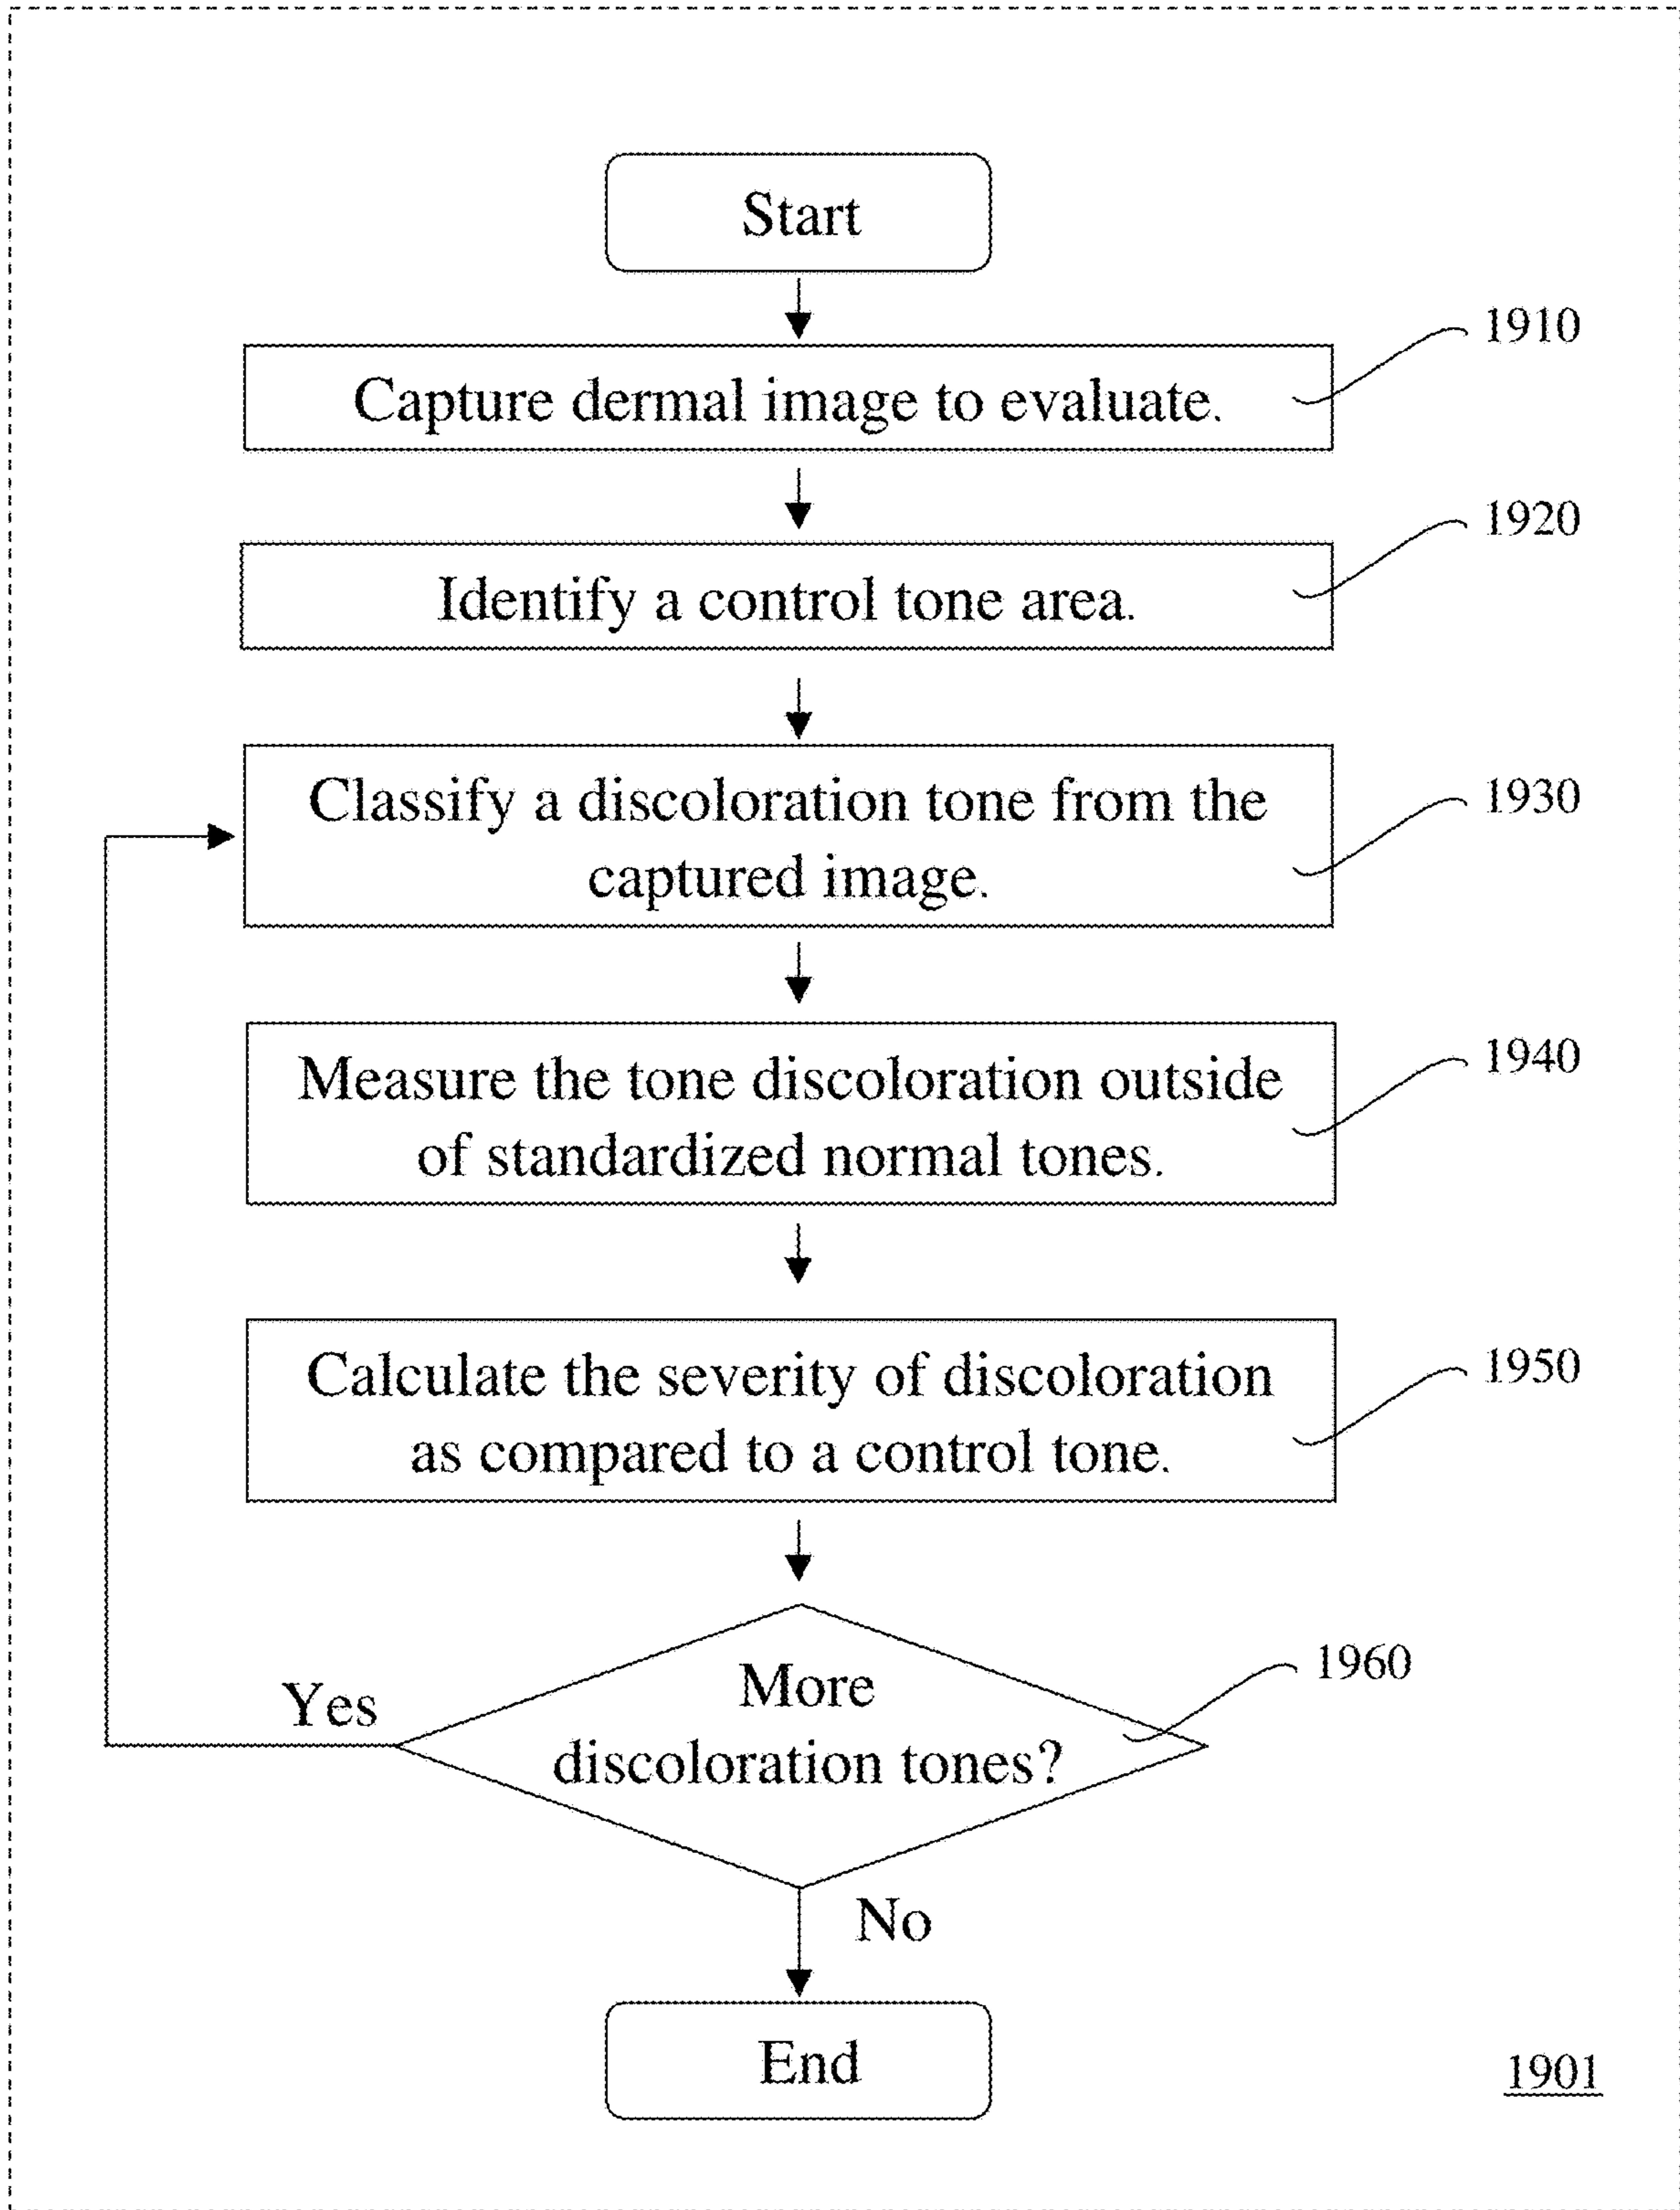 Start
1910
Capture dermal image to evaluate.
1920
Identify a control tone area.
1930
Classify a discoloration tone from the
captured image.
1940
Measure the tone discoloration outside
of standardized normal tones.
1950
Calculate the severity of discoloration
as compared to a control tone.
1960
Yes
More
discoloration tones?
No
End
1901